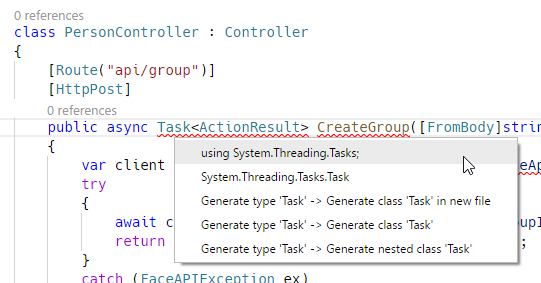 0 references
class PersonController : Controller
{
[Route("api/group")]
[HttpPost]
0 references
public async Task<ActionResult> CreateGroup([FromBody]strin
{
var client
using System.Threading.Tasks;
System.Threading.Tasks.Task
Generate type 'Task' -> Generate class 'Task' in new file
Generate type 'Task' -> Generate class 'Task'
Generate type 'Task' -> Generate nested class 'Task'
eAp
try
{
await c
upI
return
;
}
catch (FaceAPIException ex)